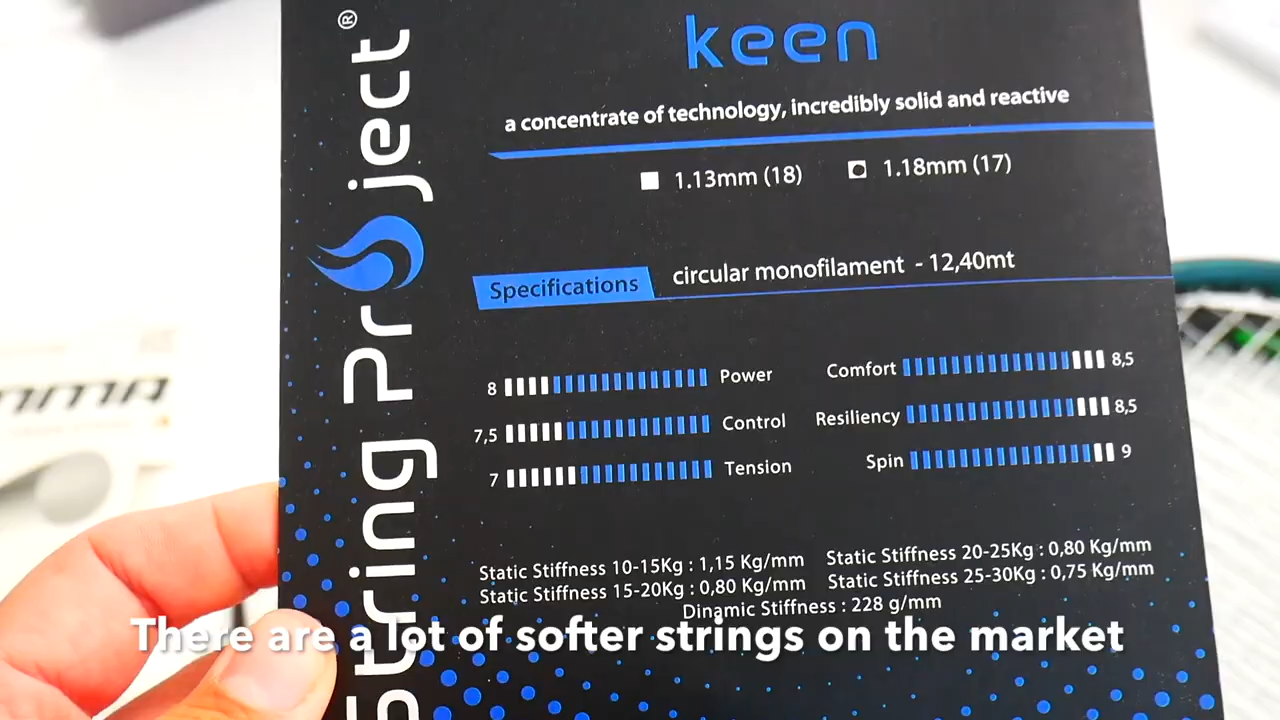 String Project®
keen
a concentrate of technology, incredibly solid and reactive
1.13mm (18) 1.18mm (17)
Specifications circular monofilament - 12,40mt
8 Power Comfort 8,5
7,5 Control Resiliency 8,5
7 Tension Spin 9
Static Stiffness 10-15Kg : 1,15 Kg/mm Static Stiffness 20-25Kg : 0,80 Kg/mm
Static Stiffness 15-20Kg : 0,80 Kg/mm Static Stiffness 25-30Kg : 0,75 Kg/mm
Dinamic Stiffness : 228 g/mm
There are a lot of softer strings on the market